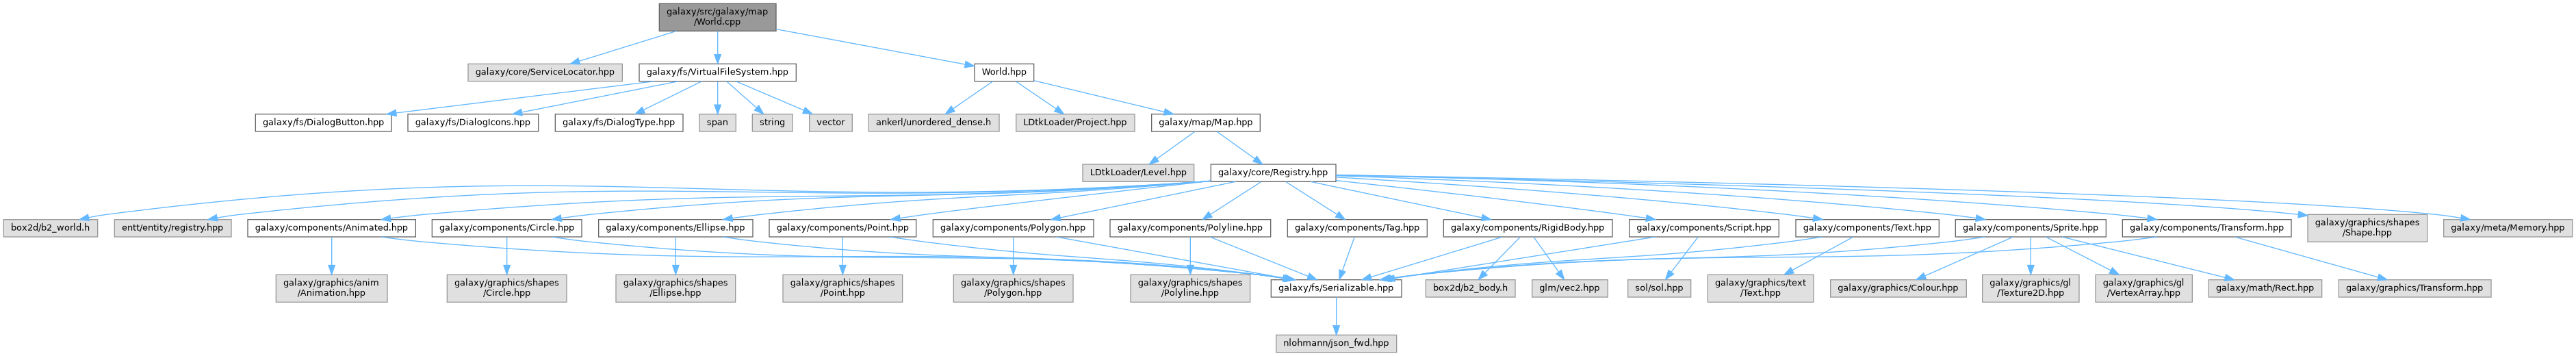 galaxy/src/galaxy/map
/World.cpp
galaxy/core/ServiceLocator.hpp
galaxy/fs/VirtualFileSystem.hpp
World.hpp
galaxy/fs/DialogButton.hpp
galaxy/fs/DialogIcons.hpp
galaxy/fs/DialogType.hpp
span
string
vector
ankerl/unordered_dense.h
LDtkLoader/Project.hpp
galaxy/map/Map.hpp
LDtkLoader/Level.hpp
galaxy/core/Registry.hpp
box2d/b2_world.h
entt/entity/registry.hpp
galaxy/components/Animated.hpp
galaxy/components/Circle.hpp
galaxy/components/Ellipse.hpp
galaxy/components/Point.hpp
galaxy/components/Polygon.hpp
galaxy/components/Polyline.hpp
galaxy/components/Tag.hpp
galaxy/components/RigidBody.hpp
galaxy/components/Script.hpp
galaxy/components/Text.hpp
galaxy/components/Sprite.hpp
galaxy/components/Transform.hpp
galaxy/graphics/shapes
/Shape.hpp
galaxy/meta/Memory.hpp
galaxy/graphics/anim
/Animation.hpp
galaxy/graphics/shapes
/Circle.hpp
galaxy/graphics/shapes
/Ellipse.hpp
galaxy/graphics/shapes
/Point.hpp
galaxy/graphics/shapes
/Polygon.hpp
galaxy/graphics/shapes
/Polyline.hpp
galaxy/fs/Serializable.hpp
box2d/b2_body.h
glm/vec2.hpp
sol/sol.hpp
galaxy/graphics/text
/Text.hpp
galaxy/graphics/Colour.hpp
galaxy/graphics/gl
/Texture2D.hpp
galaxy/graphics/gl
/VertexArray.hpp
galaxy/math/Rect.hpp
galaxy/graphics/Transform.hpp
nlohmann/json_fwd.hpp